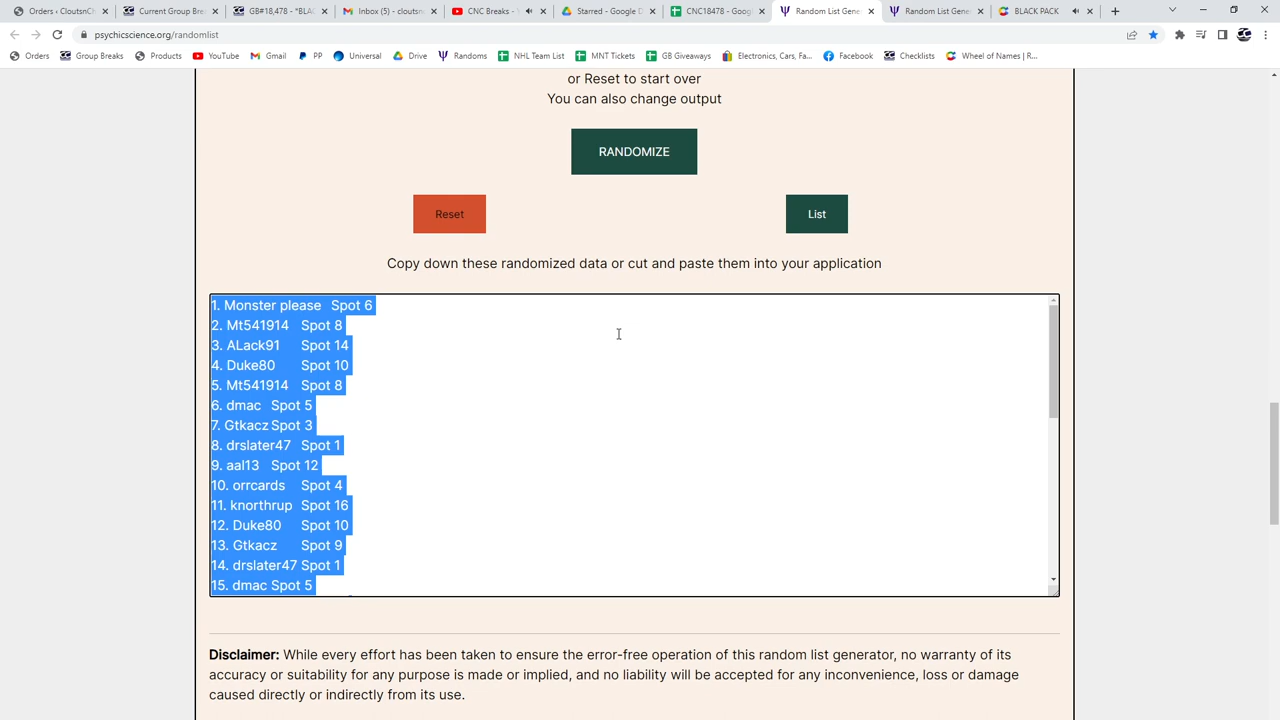 Orders ‹ CloutsnCh
Current Group Break
GB#18,478 - *BLAC
Inbox (5) - cloutsno
CNC Breaks - Y
Starred - Google D
CNC18478 - Googl
Random List Gene
Random List Gene
BLACK PACK
psychicscience.org/randomlist
Orders
Group Breaks
Products
YouTube
Gmail
PP
Universal
Drive
Randoms
NHL Team List
MNT Tickets
GB Giveaways
Electronics, Cars, Fa...
Facebook
Checklists
Wheel of Names | R...
or Reset to start over
You can also change output
RANDOMIZE
Reset
List
Copy down these randomized data or cut and paste them into your application
1. Monster please Spot 6
2. Mt541914 Spot 8
3. ALack91 Spot 14
4. Duke80 Spot 10
5. Mt541914 Spot 8
6. dmac Spot 5
7. Gtkacz Spot 3
8. drslater47 Spot 1
9. aal13 Spot 12
10. orrcards Spot 4
11. knorthrup Spot 16
12. Duke80 Spot 10
13. Gtkacz Spot 9
14. drslater47 Spot 1
15. dmac Spot 5
Disclaimer: While every effort has been taken to ensure the error-free operation of this random list generator, no warranty of its
accuracy or suitability for any purpose is made or implied, and no liability will be accepted for any inconvenience, loss or damage
caused directly or indirectly from its use.